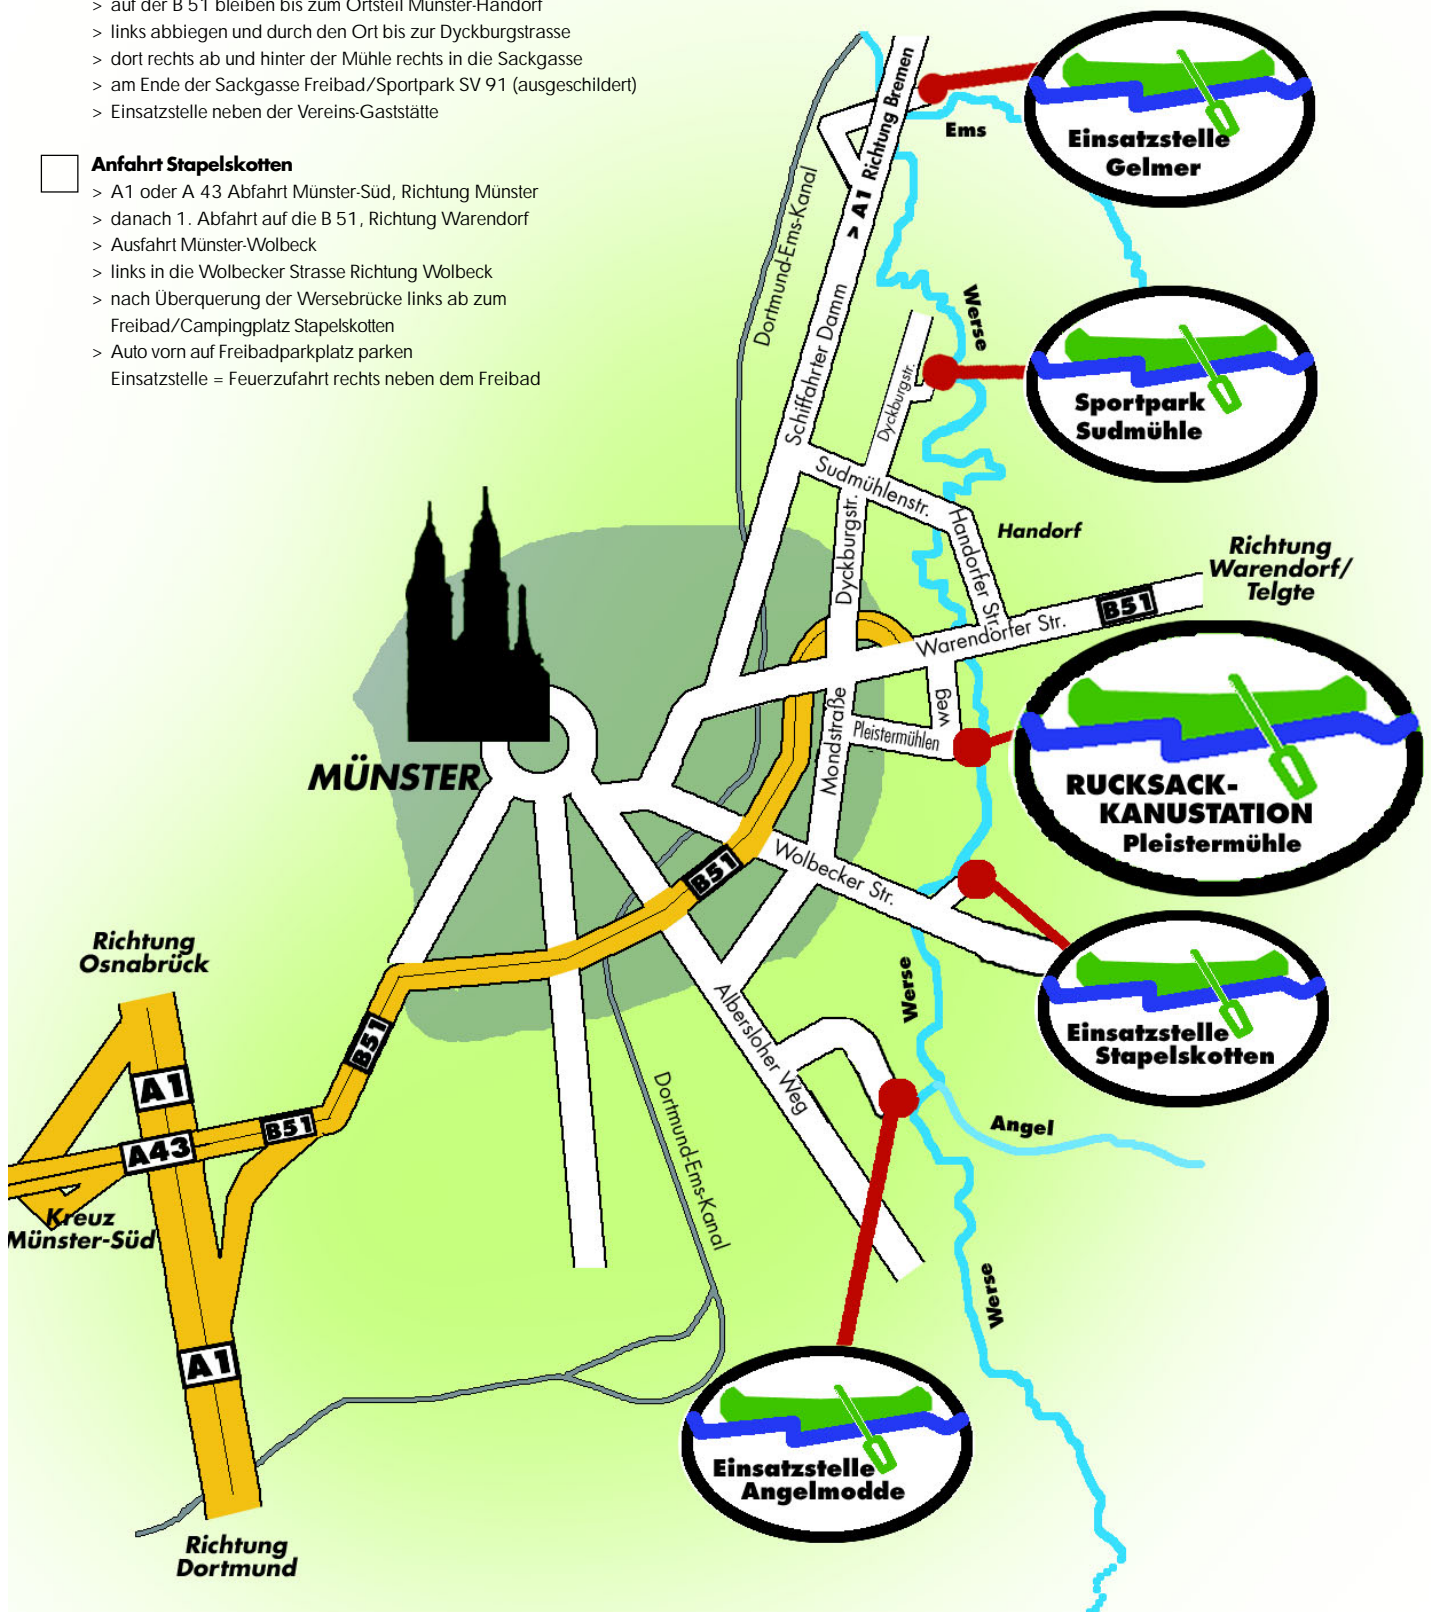 > auf der B 51 bleiben bis zum Ortsteil Münster-Handorf
> links abbiegen und durch den Ort bis zur Dyckburgstrasse
> dort rechts ab und hinter der Mühle rechts in die Sackgasse
> am Ende der Sackgasse Freibad/Sportpark SV 91 (ausgeschildert)
> Einsatzstelle neben der Vereins-Gaststätte
Anfahrt Stapelskotten
> A1 oder A 43 Abfahrt Münster-Süd, Richtung Münster
> danach 1. Abfahrt auf die B 51, Richtung Warendorf
> Ausfahrt Münster-Wolbeck
> links in die Wolbecker Strasse Richtung Wolbeck
> nach Überquerung der Wersebrücke links ab zum
Freibad/Campingplatz Stapelskotten
> Auto vorn auf Freibadparkplatz parken
Einsatzstelle = Feuerzufahrt rechts neben dem Freibad
> A1 Richtung Bremen
Ems
Einsatzstelle
Gelmer
Dortmund-Ems-Kanal
Schiffahrter Damm
Werse
Dyckburgstr.
Sportpark
Sudmühle
Sudmühlenstr.
Dyckburgstr.
Handorfer Str.
Handorf
Richtung
Warendorf/
Telgte
B51
Warendorfer Str.
weg
Pleistermühlen
Mondstraße
RUCKSACK-
KANUSTATION
Pleistermühle
MÜNSTER
B51
Wolbecker Str.
Richtung
Osnabrück
Werse
Einsatzstelle
Stapelskotten
Albersloher Weg
B51
A1
B51
A43
Dortmund-Ems-Kanal
Angel
Kreuz
Münster-Süd
Werse
A1
Einsatzstelle
Angelmodde
Richtung
Dortmund